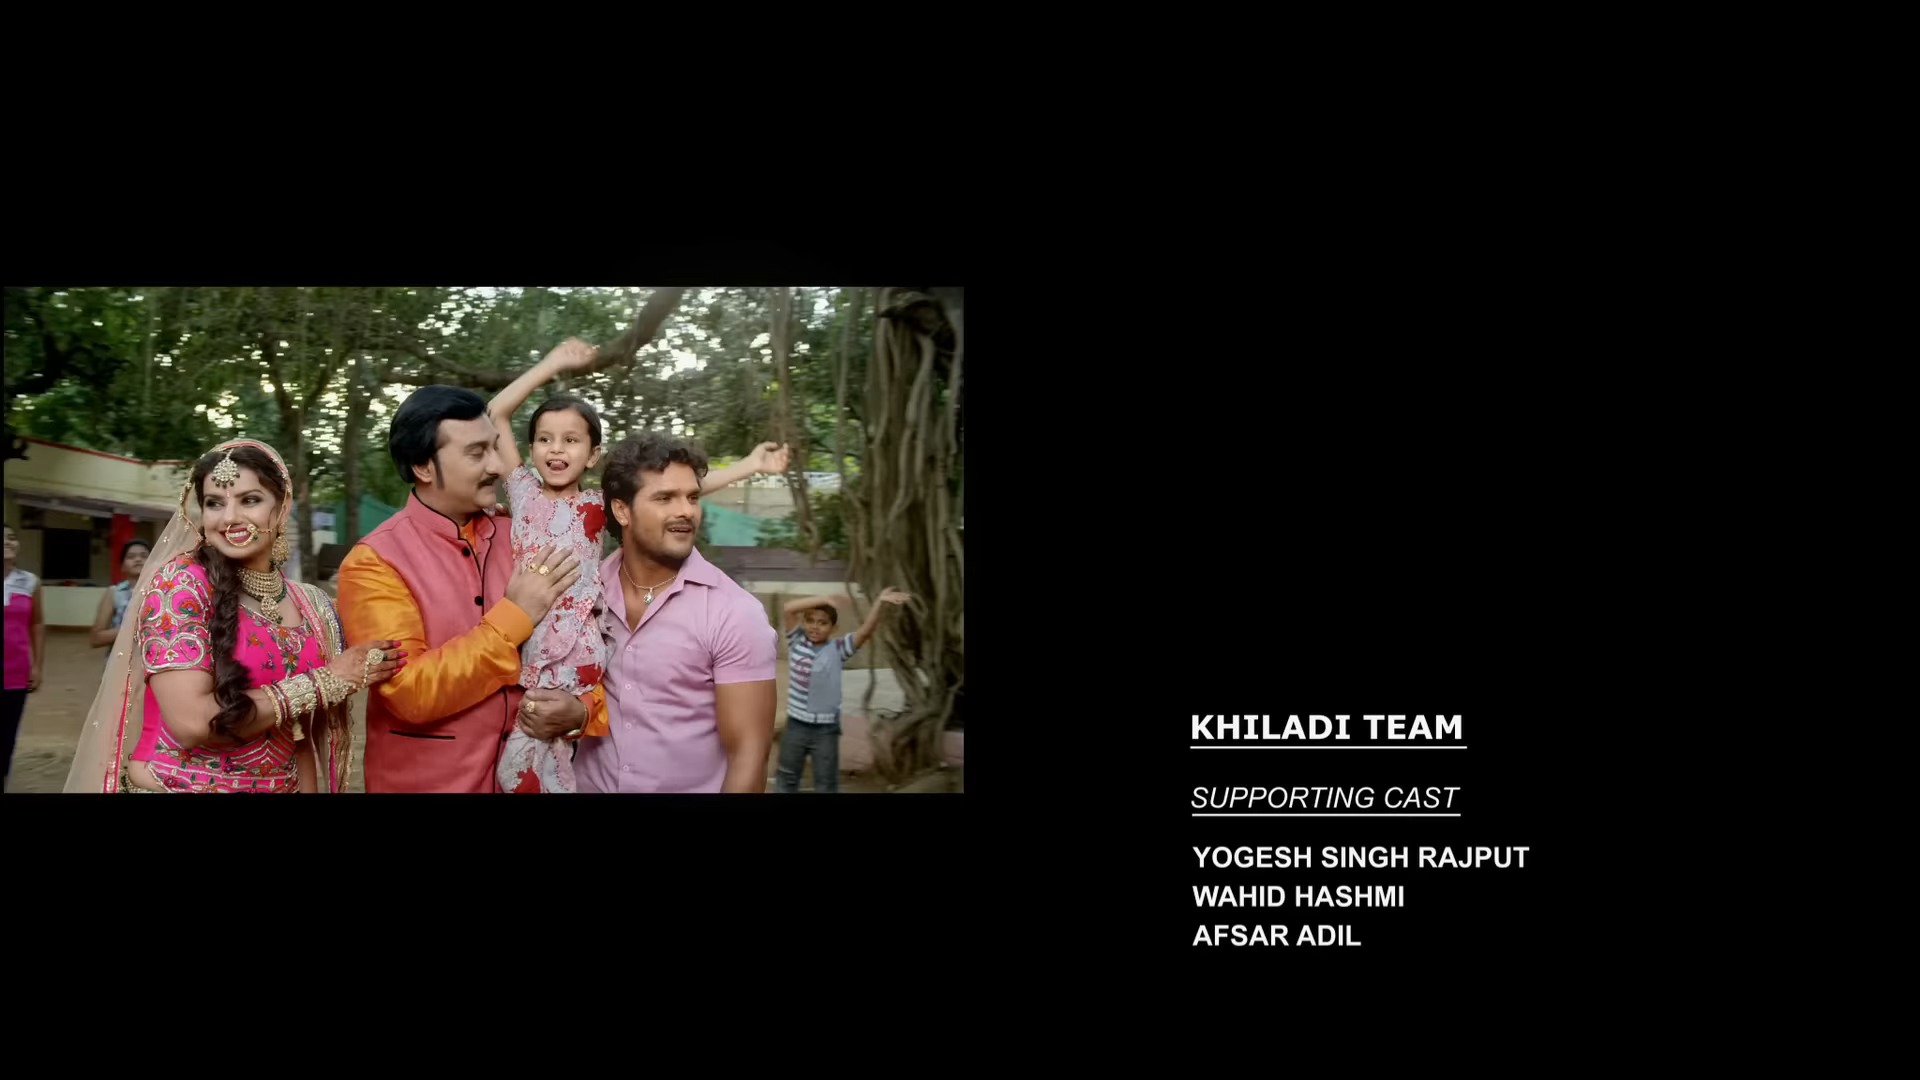 KHILADI TEAM
SUPPORTING CAST
YOGESH SINGH RAJPUT
WAHID HASHMI
AFSAR ADIL